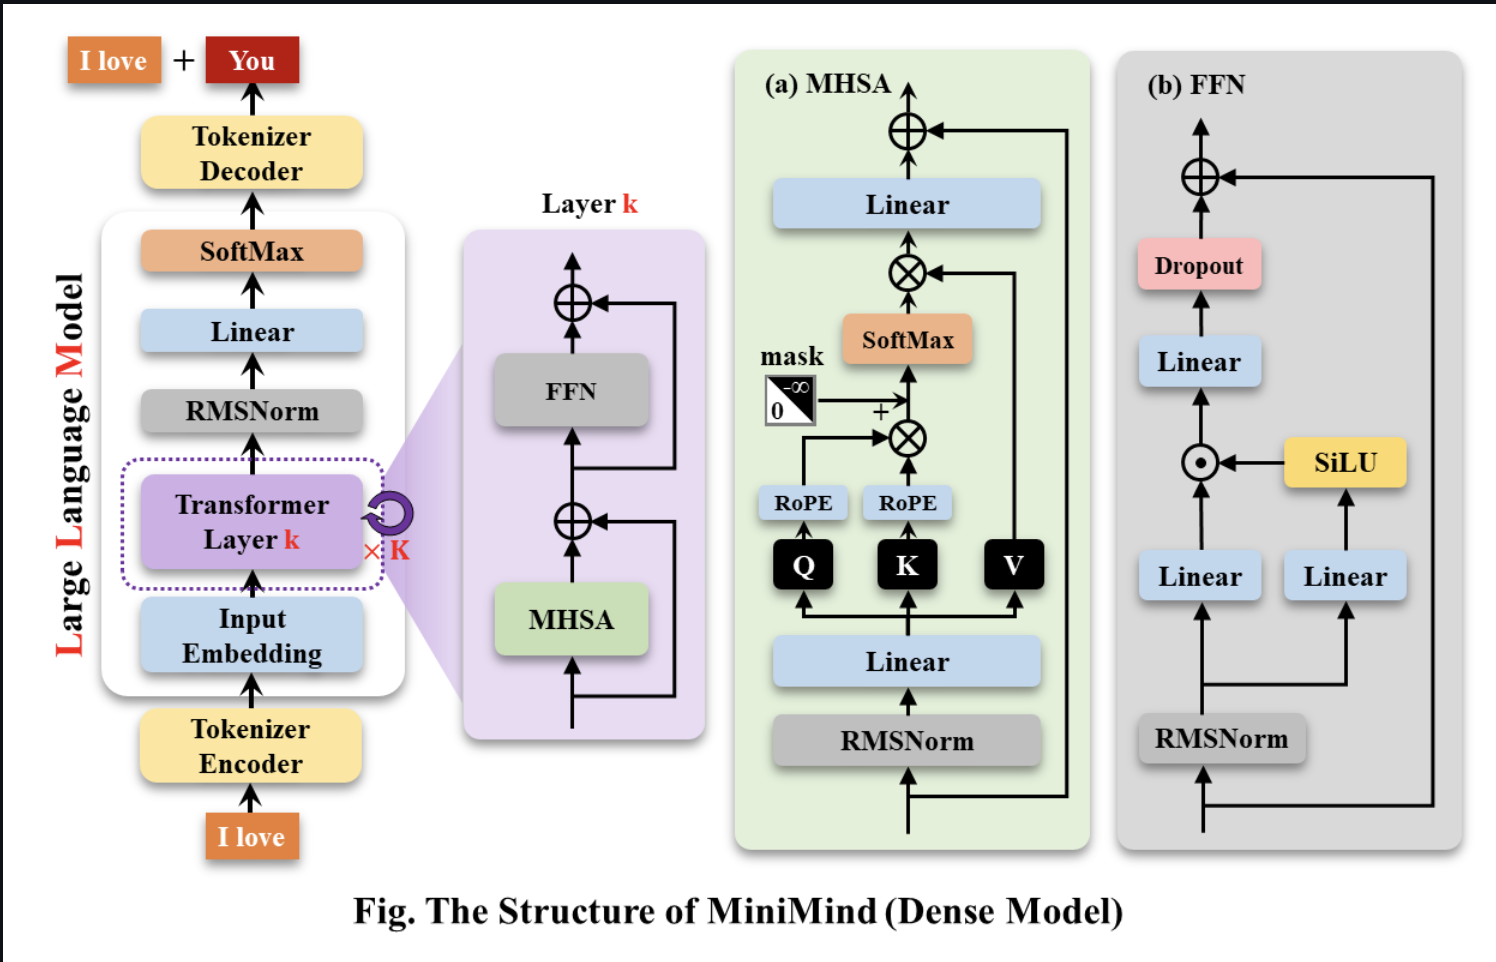 I love + You
Tokenizer
Decoder
SoftMax
Linear
RMSNorm
Transformer
Layer k
× K
Input
Embedding
Tokenizer
Encoder
I love
Large Language Model
Layer k
FFN
MHSA
(a) MHSA
Linear
SoftMax
mask
-∞
0
+
RoPE RoPE
Q K V
Linear
RMSNorm
(b) FFN
Dropout
Linear
SiLU
Linear Linear
RMSNorm
Fig. The Structure of MiniMind (Dense Model)